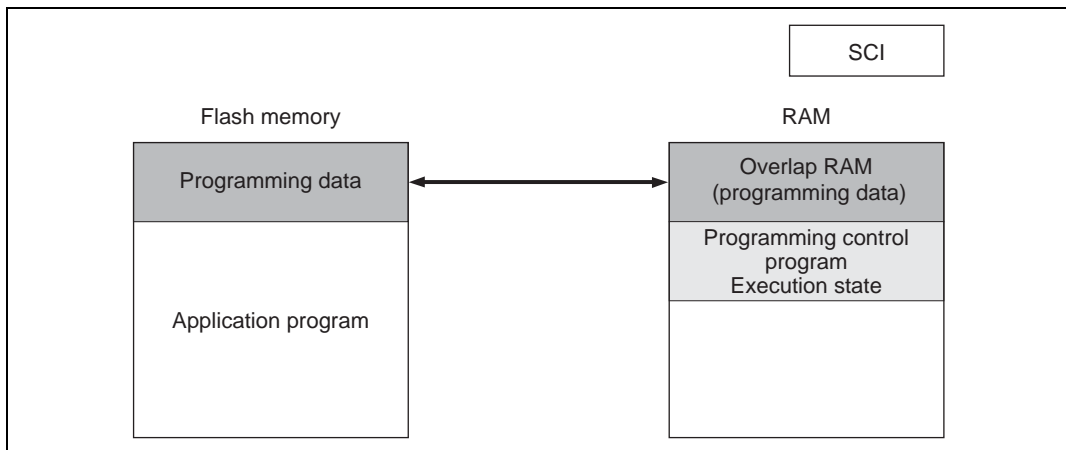 SCI
Flash memory
RAM
Programming data
Overlap RAM
(programming data)
Programming control
program
Execution state
Application program